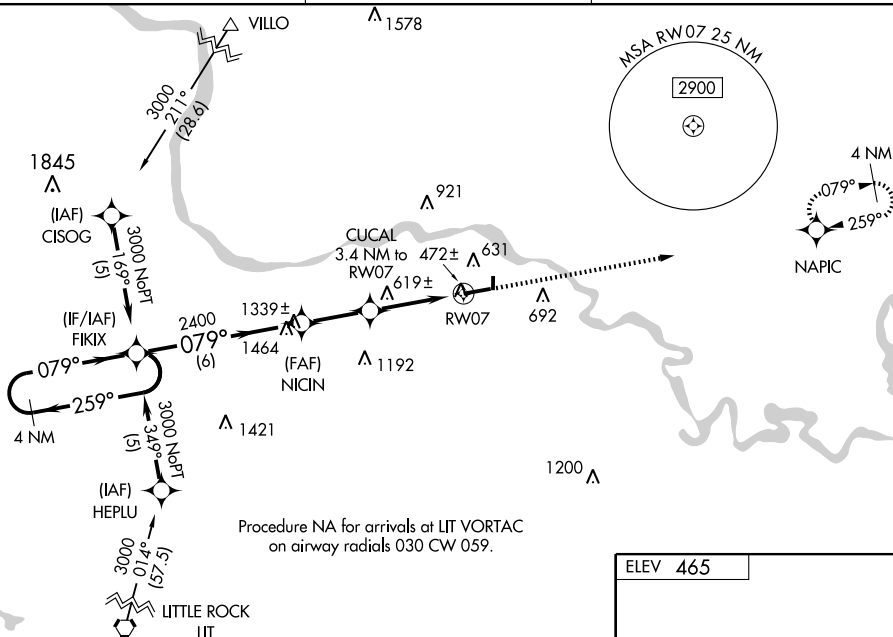 VILLO
1578
MSA RW07 25 NM
2900
3000
211°
(28.6)
1845
4 NM
079°
259°
NAPIC
(IAF)
CISOG
3000 NoPT
169°
(5)
921
CUCAL
3.4 NM to
RW07
472±
631
619±
RW07
692
(IF/IAF)
FIKIX
2400
079°
(6)
1339±
1464
(FAF)
NICIN
1192
079°
259°
4 NM
3000 NoPT
349°
(5)
1421
1200
(IAF)
HEPLU
Procedure NA for arrivals at LIT VORTAC
on airway radials 030 CW 059.
3000
014°
(57.5)
LITTLE ROCK
LIT
ELEV 465